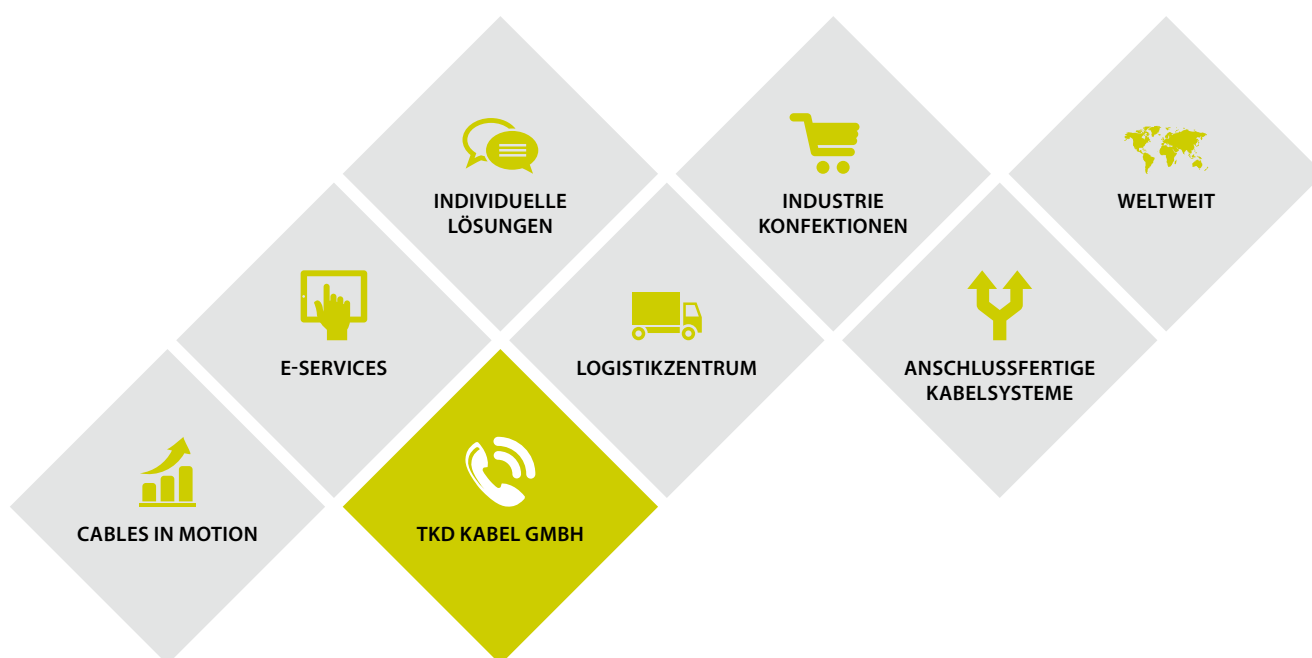 INDIVIDUELLE
LÖSUNGEN
INDUSTRIE
KONFEKTIONEN
WELTWEIT
E-SERVICES
LOGISTIKZENTRUM
ANSCHLUSSFERTIGE
KABELSYSTEME
CABLES IN MOTION
TKD KABEL GMBH